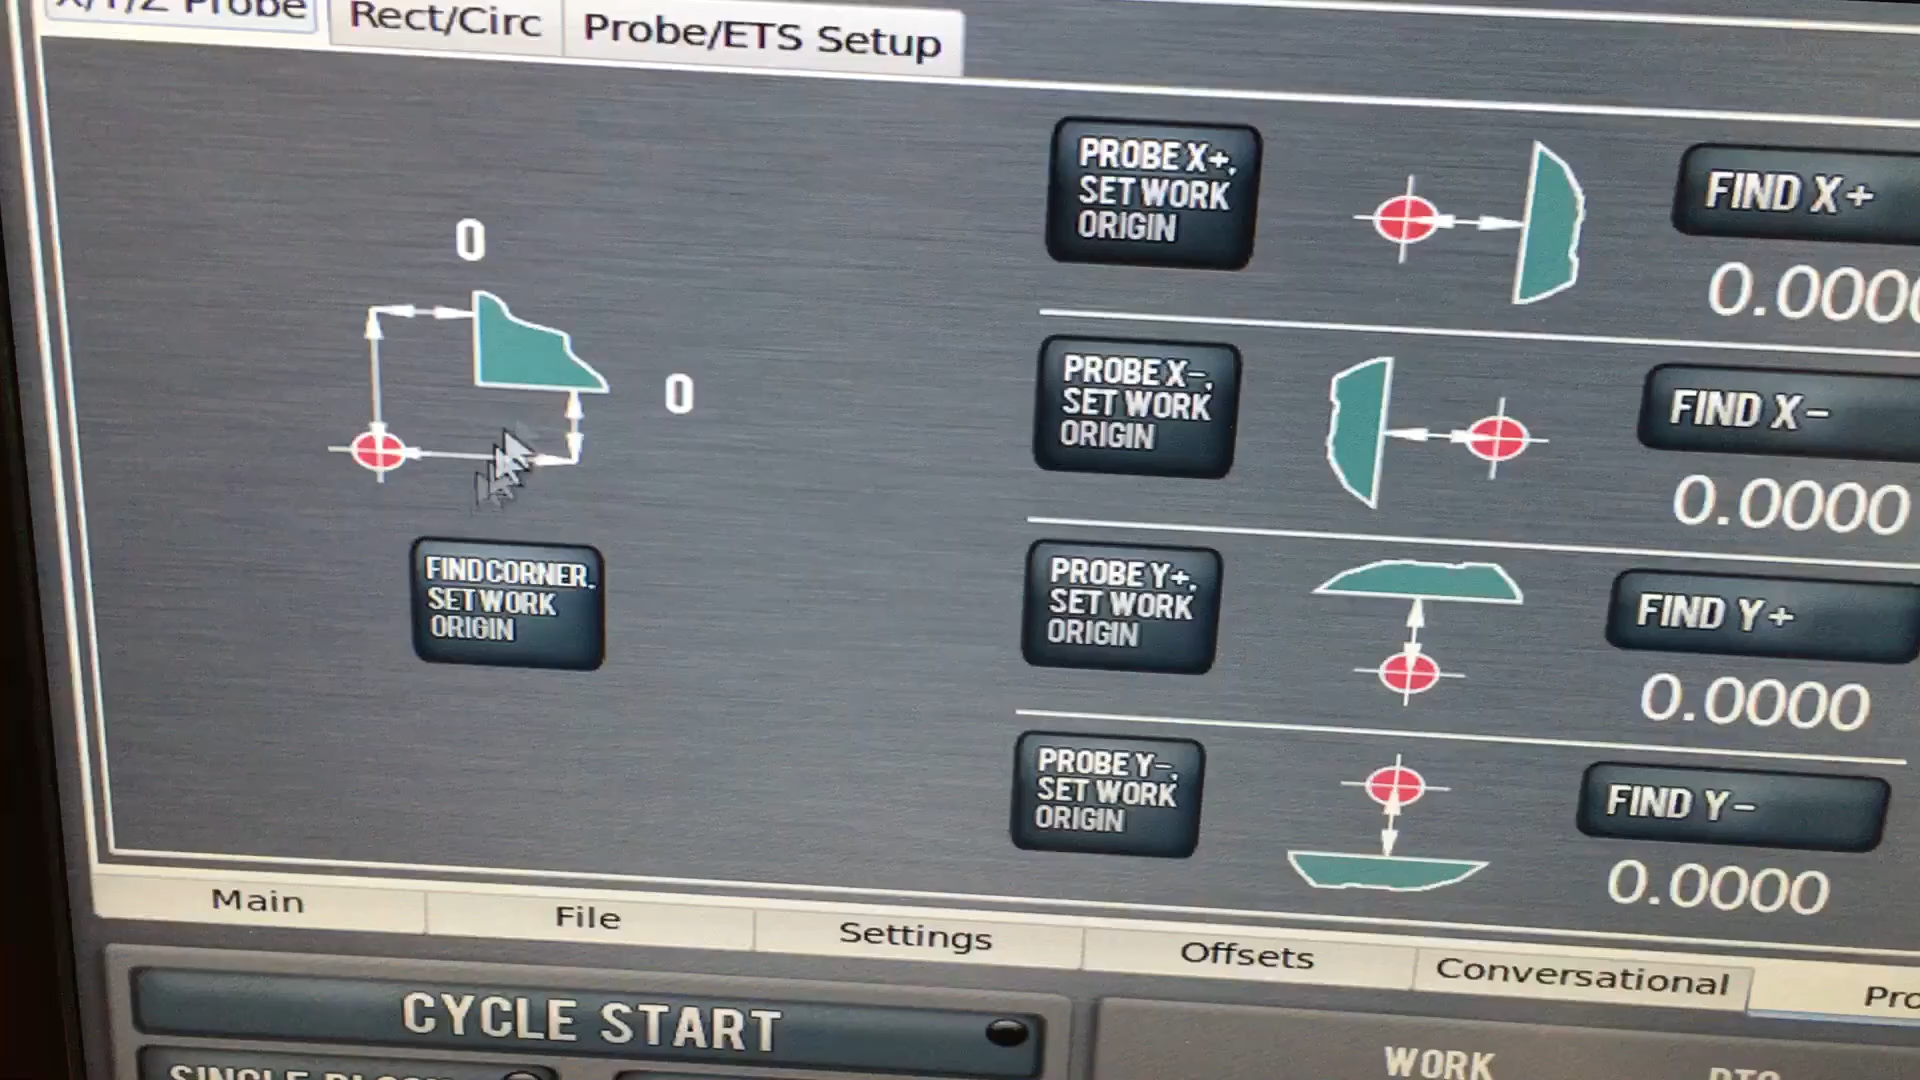 X/Y/Z Probe
Rect/Circ
Probe/ETS Setup
0
0
FIND CORNER,
SET WORK
ORIGIN
PROBE X+,
SET WORK
ORIGIN
FIND X+
PROBE X-,
SET WORK
ORIGIN
FIND X-
0.0000
PROBE Y+,
SET WORK
ORIGIN
FIND Y+
0.0000
PROBE Y-,
SET WORK
ORIGIN
FIND Y-
0.0000
Main
File
Settings
Offsets
Conversational
CYCLE START
WORK